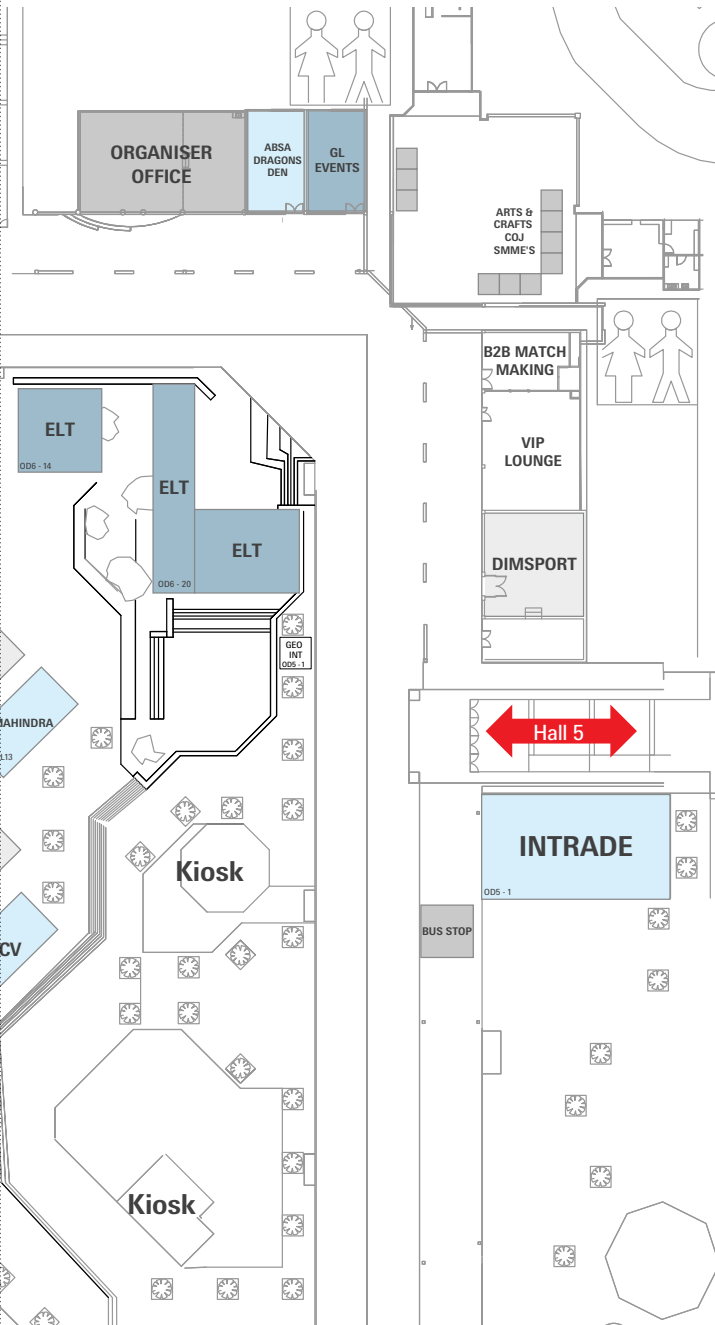 ORGANISER
OFFICE
ABSA
DRAGONS
DEN
GL
EVENTS
ARTS &
CRAFTS
COJ
SMME'S
B2B MATCH
MAKING
VIP
LOUNGE
ELT
OD6 - 14
ELT
OD6 - 20
ELT
DIMSPORT
GEO
INT
OD5 - 1
AHINDRA
L13
Hall 5
INTRADE
OD5 - 1
Kiosk
BUS STOP
CV
Kiosk